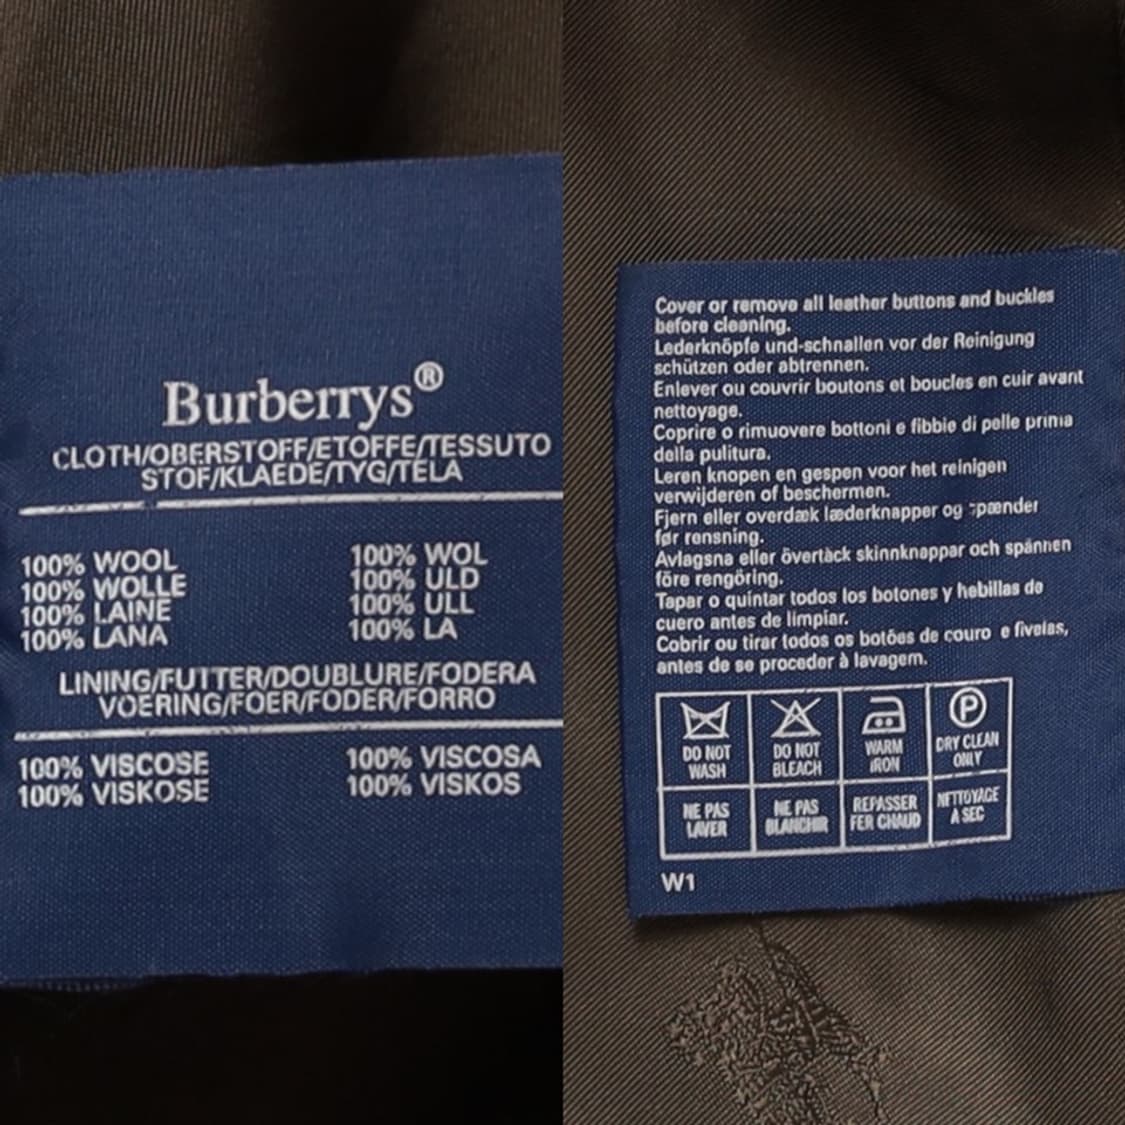 Burberrys®
CLOTH/OBERSTOFF/ETOFFE/TESSUTO
STOF/KLAEDE/TYG/TELA
100% WOOL
100% WOLLE
100% LAINE
100% LANA
100% WOL
100% ULD
100% ULL
100% LA
LINING/FUTTER/DOUBLURE/FODERA
VOERING/FOER/FODER/FORRO
100% VISCOSE
100% VISKOSE
100% VISCOSA
100% VISKOS
Cover or remove all leather buttons and buckles
before cleaning.
Lederknöpfe und-schnallen vor der Reinigung
schützen oder abtrennen.
Enlever ou couvrir boutons et boucles en cuir avant
nettoyage.
Coprire o rimuovere bottoni e fibbie di pelle prima
della pulitura.
Leren knopen en gespen voor het reinigen
verwijderen of beschermen.
Fjern eller overdæk læderknapper og spænder
før rensning.
Avlagsna eller övertäck skinnknappar och spännen
före rengöring.
Tapar o quintar todos los botones y hebillas de
cuero antes de limpiar.
Cobrir ou tirar todos os botões de couro e fivelas,
antes de se proceder à lavagem.
DO NOT
WASH
DO NOT
BLEACH
WARM
IRON
P
DRY CLEAN
ONLY
NE PAS
LAVER
NE PAS
BLANCHIR
REPASSER
FER CHAUD
NETTOYAGE
A SEC
W1